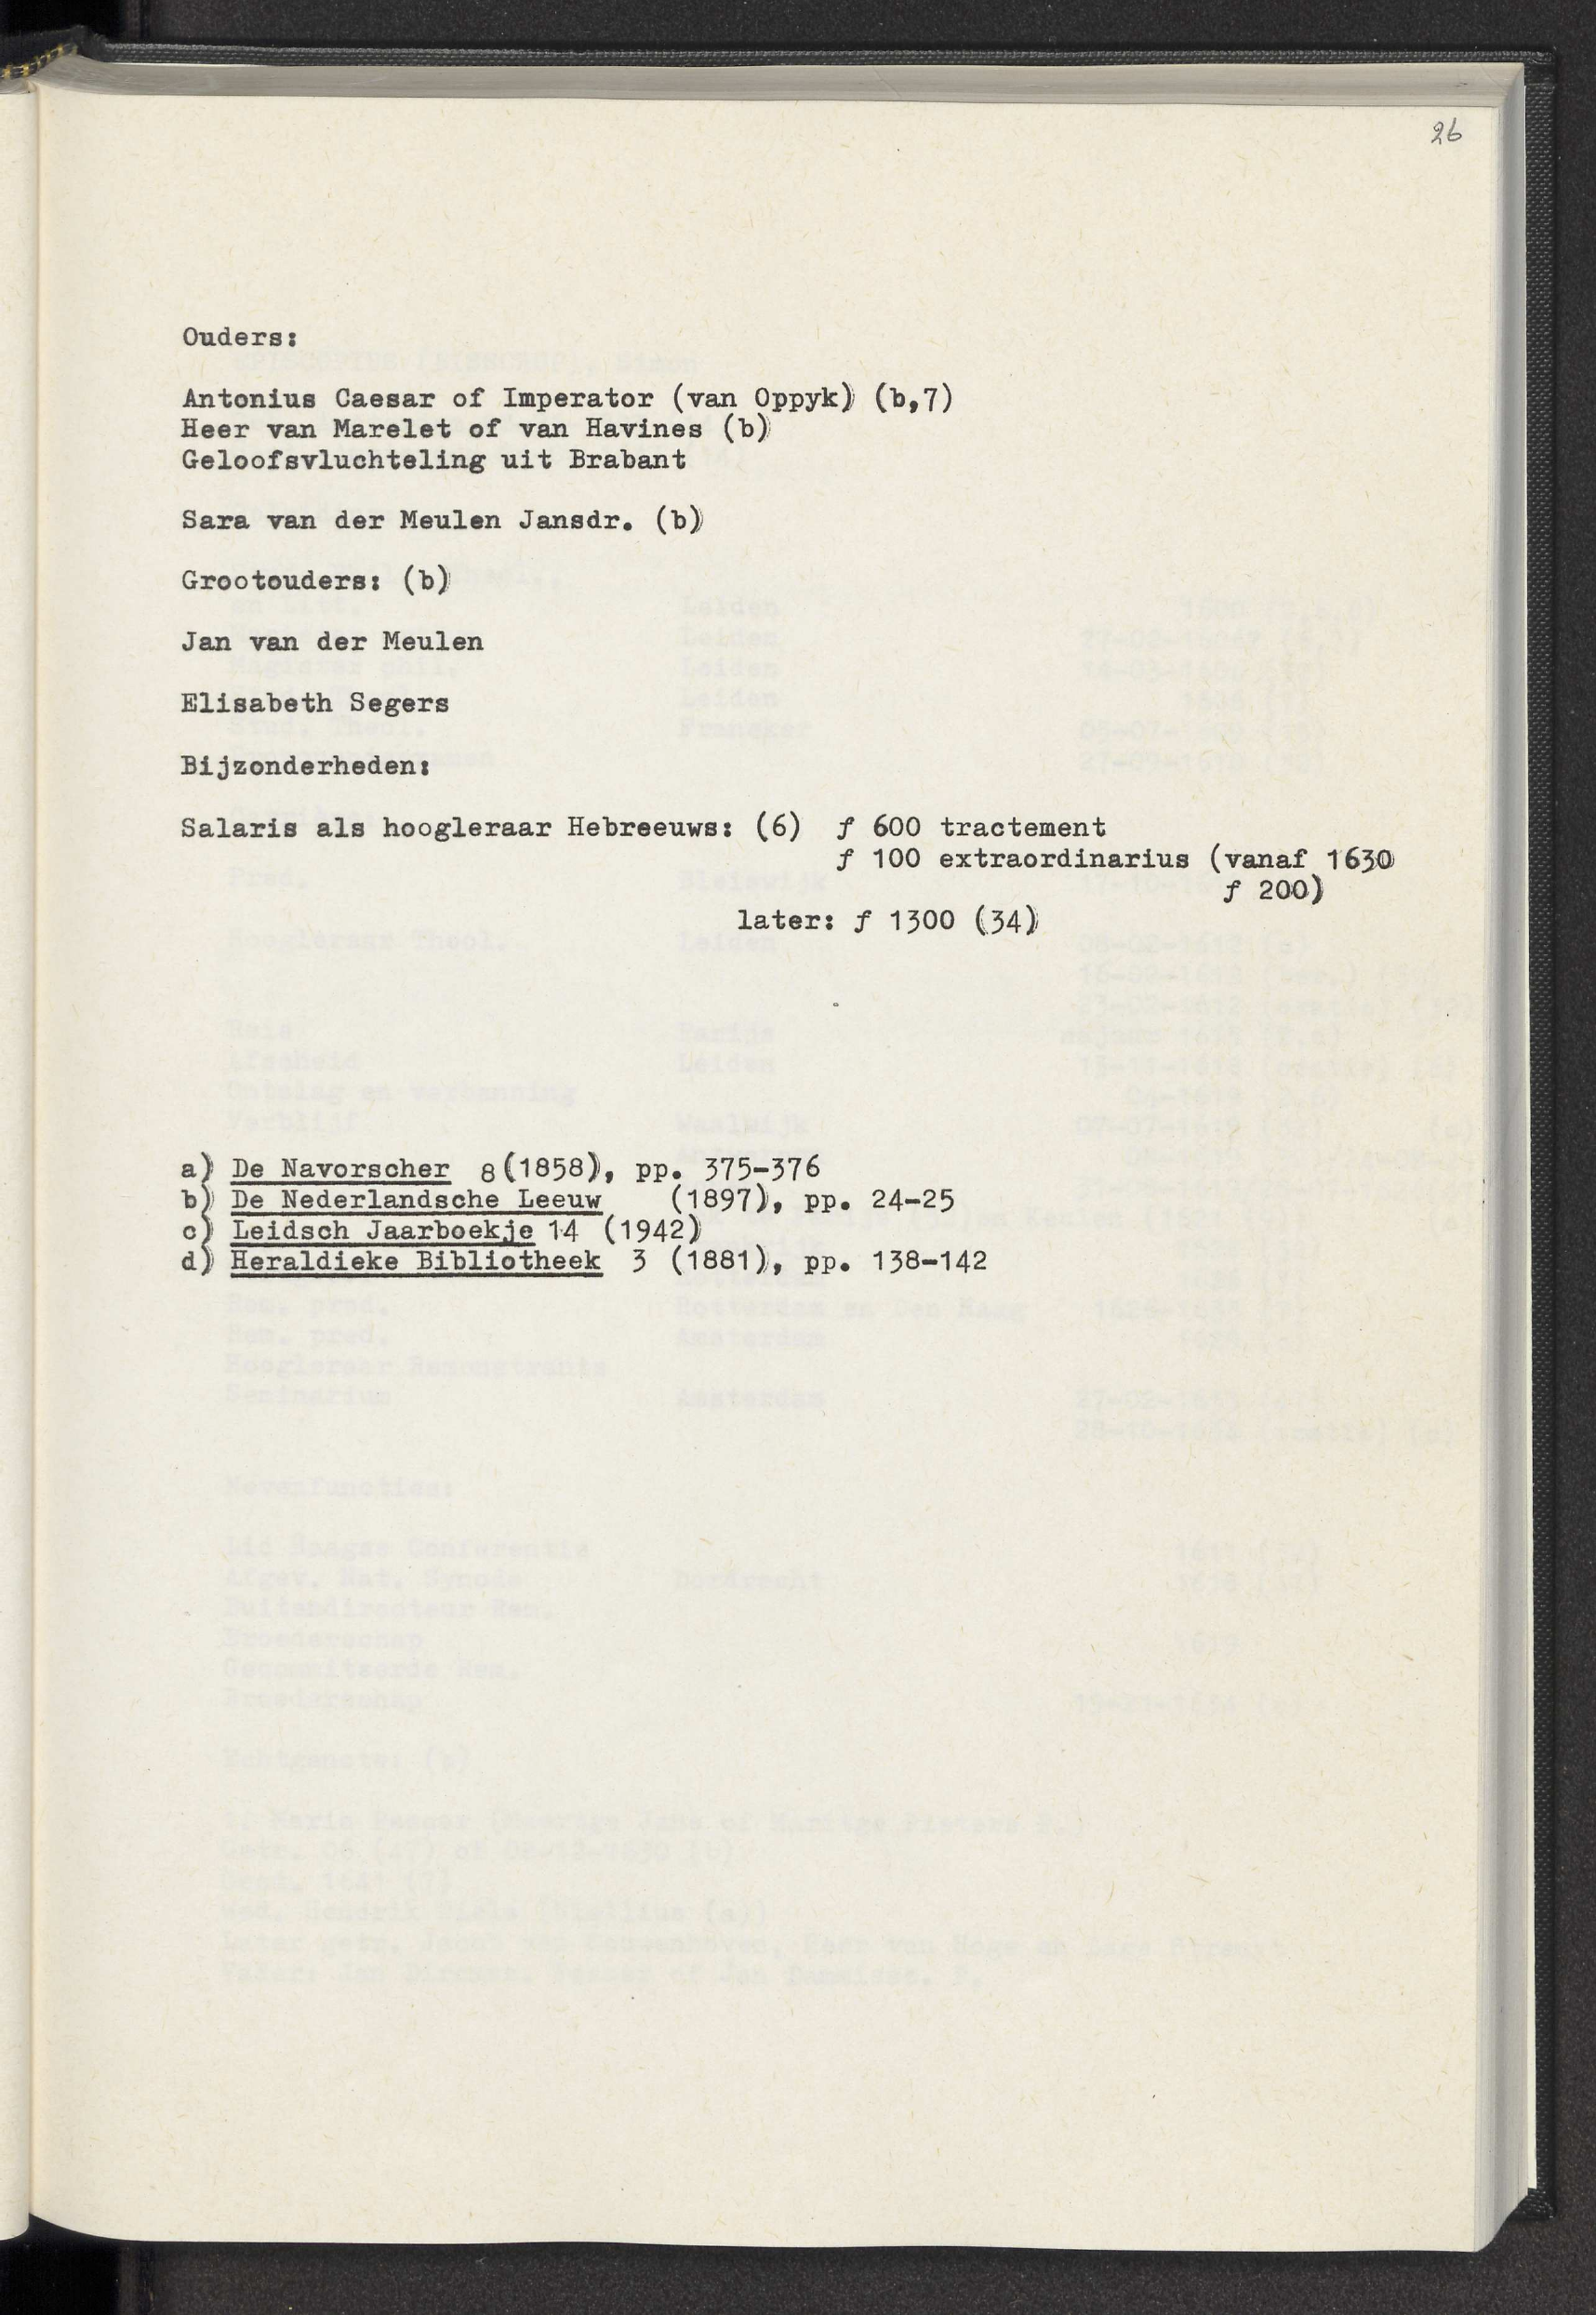 26
Ouders:
Antonius Caesar of Imperator (van Oppyk) (b,7)
Heer van Marelet of van Havines (b)
Geloofsvluchteling uit Brabant
Sara van der Meulen Jansdr. (b)
Grootouders: (b)
Jan van der Meulen
Elisabeth Segers
Bijzonderheden:
Salaris als hoogleraar Hebreeuws: (6) ƒ 600 tractement
ƒ 100 extraordinarius (vanaf 1630
ƒ 200)
later: ƒ 1300 (34)
a) De Navorscher 8(1858), pp. 375-376
b) De Nederlandsche Leeuw (1897), pp. 24-25
c) Leidsch Jaarboekje 14 (1942)
d) Heraldieke Bibliotheek 3 (1881), pp. 138-142